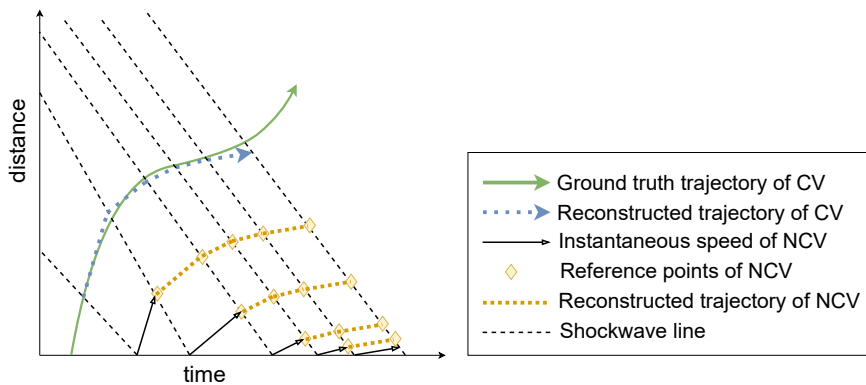 distance
time
Ground truth trajectory of CV
Reconstructed trajectory of CV
Instantaneous speed of NCV
Reference points of NCV
Reconstructed trajectory of NCV
Shockwave line